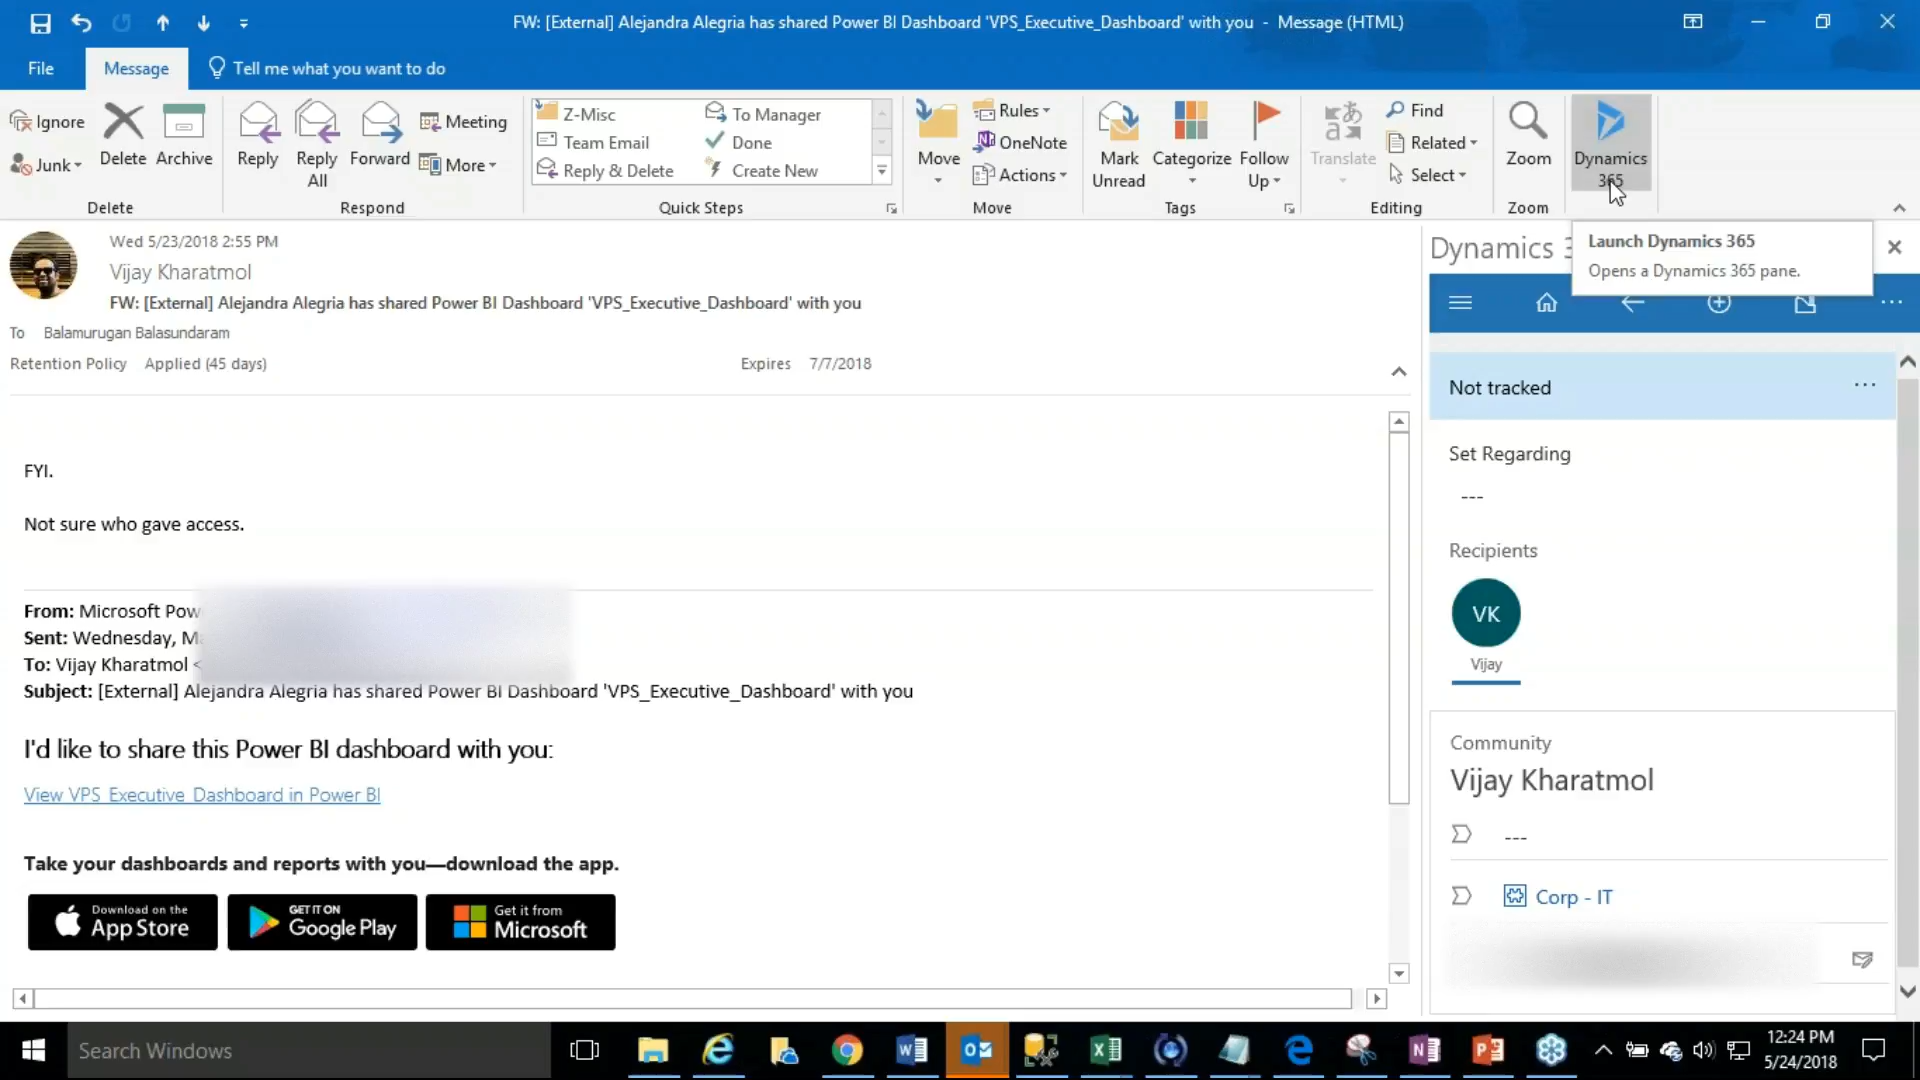 FW: [External] Alejandra Alegria has shared Power BI Dashboard 'VPS_Executive_Dashboard' with you - Message (HTML)
File
Message
Tell me what you want to do
Ignore
Junk
Delete
Archive
Delete
Reply
Reply All
Forward
Meeting
More
Respond
Z-Misc
To Manager
Team Email
Done
Reply & Delete
Create New
Quick Steps
Move
Rules
OneNote
Actions
Move
Mark Unread
Categorize
Follow Up
Tags
Translate
Find
Related
Select
Editing
Zoom
Zoom
Dynamics 365
Launch Dynamics 365
Opens a Dynamics 365 pane.
Wed 5/23/2018 2:55 PM
Vijay Kharatmol
FW: [External] Alejandra Alegria has shared Power BI Dashboard 'VPS_Executive_Dashboard' with you
To Balamurugan Balasundaram
Retention Policy Applied (45 days)
Expires 7/7/2018
FYI.
Not sure who gave access.
From: Microsoft Pow
Sent: Wednesday,
To: Vijay Kharatmol <
Subject: [External] Alejandra Alegria has shared Power BI Dashboard 'VPS_Executive_Dashboard' with you
I'd like to share this Power BI dashboard with you:
View VPS_Executive_Dashboard in Power BI
Take your dashboards and reports with you—download the app.
Download on the
App Store
GET IT ON
Google Play
Get it from
Microsoft
Dynamics
Not tracked
...
Set Regarding
---
Recipients
VK
Vijay
Community
Vijay Kharatmol
---
Corp - IT
Search Windows
12:24 PM
5/24/2018